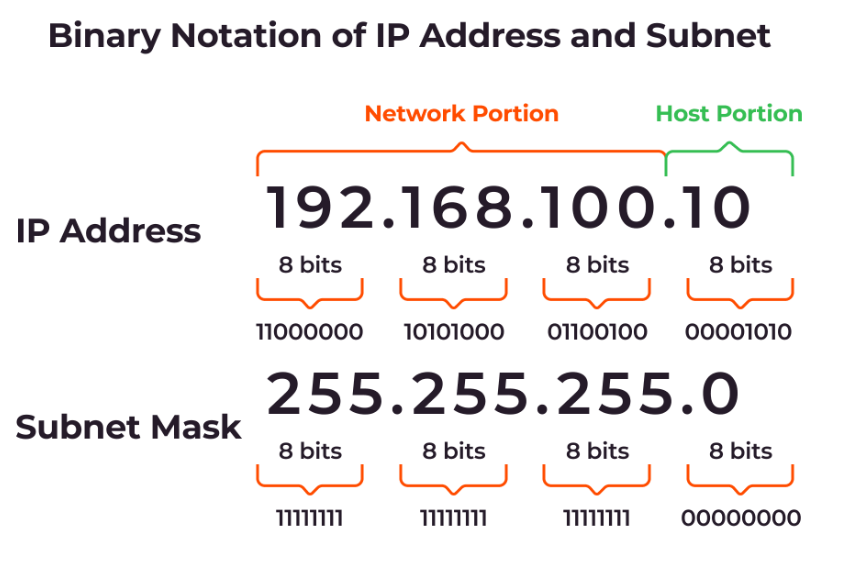 Binary Notation of IP Address and Subnet
Network Portion Host Portion
IP Address 192.168.100.10
8 bits 8 bits 8 bits 8 bits
11000000 10101000 01100100 00001010
Subnet Mask 255.255.255.0
8 bits 8 bits 8 bits 8 bits
11111111 11111111 11111111 00000000